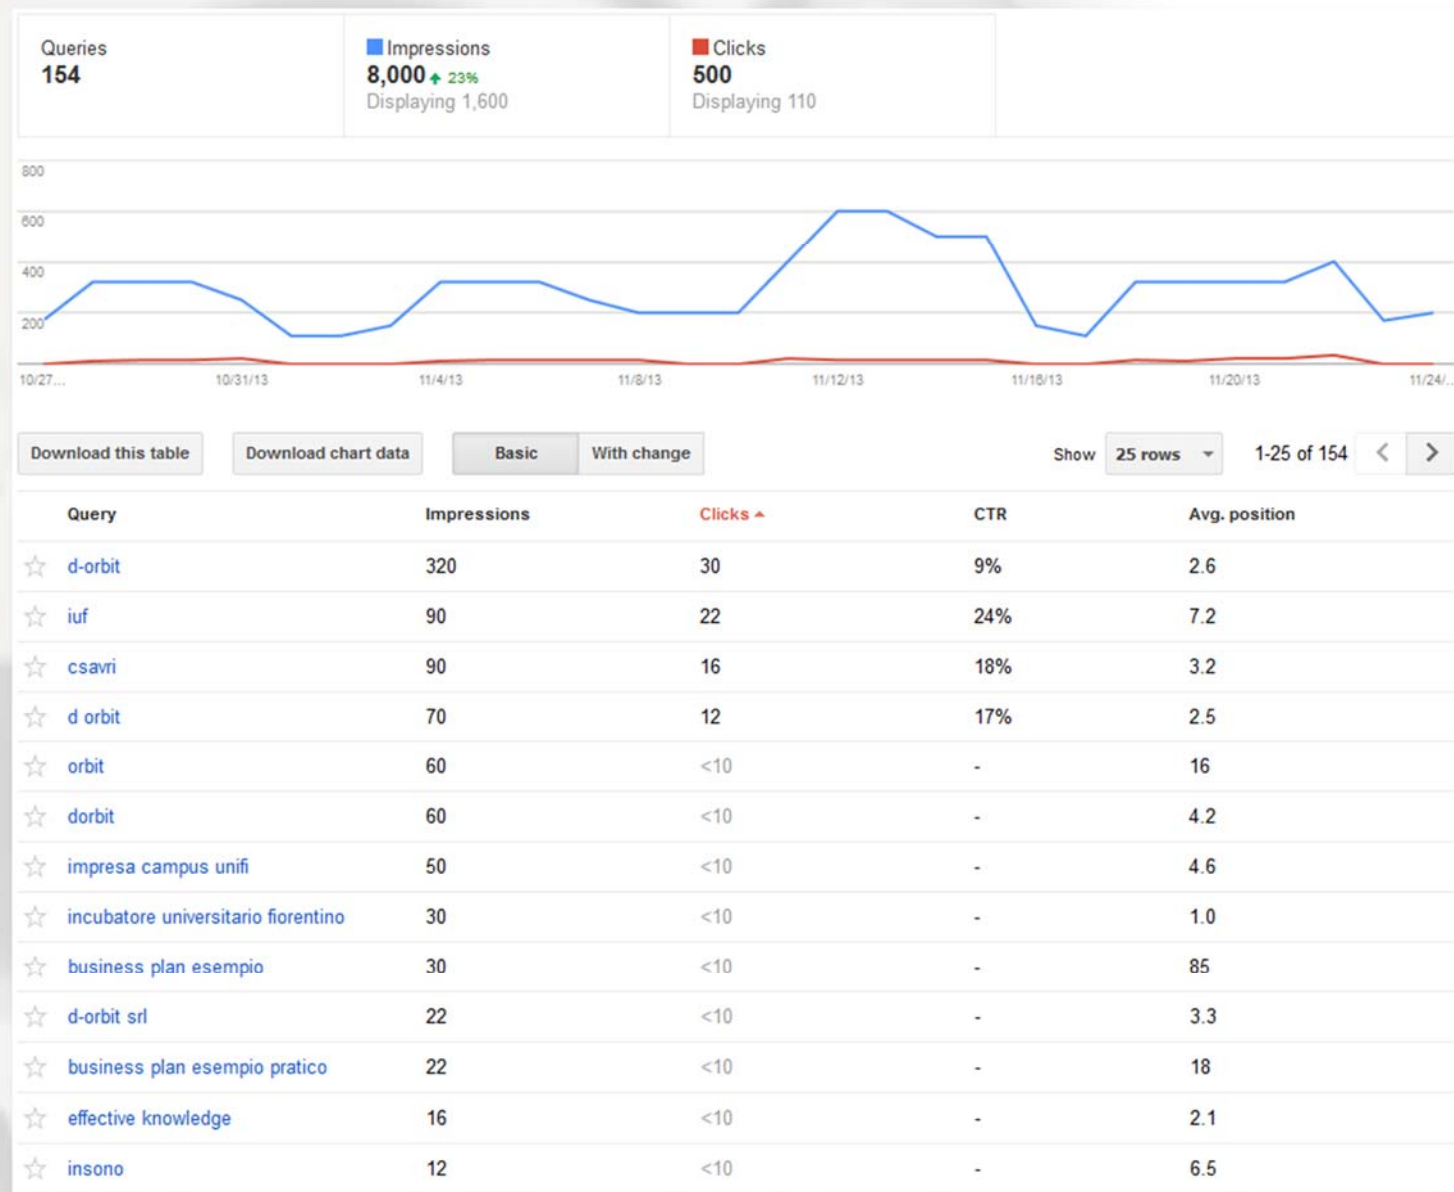 Queries Impressions Clicks
154 8,000 23% 500
Displaying 1,600 Displaying 110
800
600
400
200
10/27... 10/31/13 11/4/13 11/8/13 11/12/13 11/16/13 11/20/13 11/24/..
Download this table Download chart data Basic With change Show 25 rows 1-25 of 154
Query Impressions Clicks CTR Avg. position
d-orbit 320 30 9% 2.6
iuf 90 22 24% 7.2
csavri 90 16 18% 3.2
d orbit 70 12 17% 2.5
orbit 60 <10 - 16
dorbit 60 <10 - 4.2
impresa campus unifi 50 <10 - 4.6
incubatore universitario fiorentino 30 <10 - 1.0
business plan esempio 30 <10 - 85
d-orbit srl 22 <10 - 3.3
business plan esempio pratico 22 <10 - 18
effective knowledge 16 <10 - 2.1
insono 12 <10 - 6.5